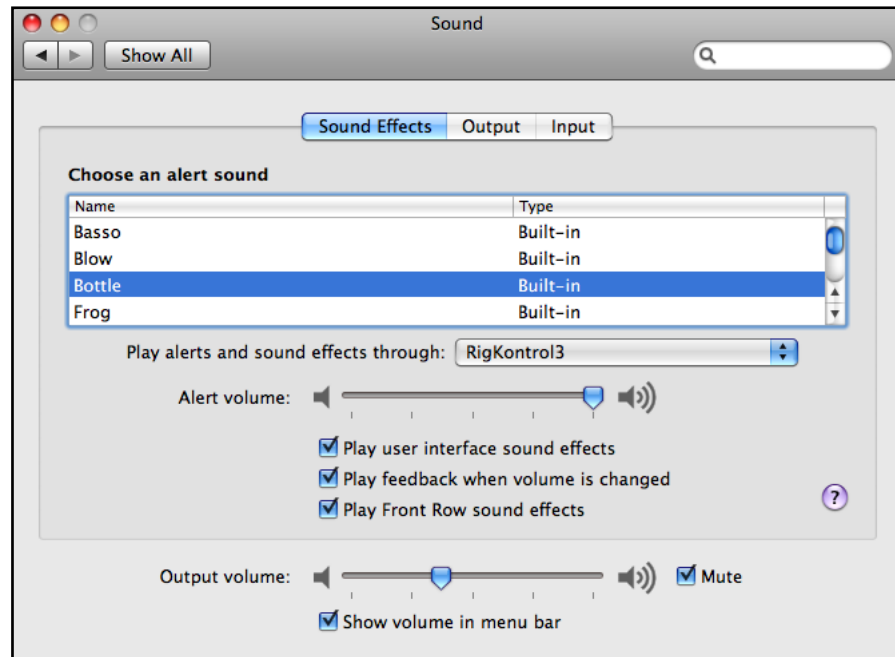 Sound
Show All
Sound Effects Output Input
Choose an alert sound
Name Type
Basso Built-in
Blow Built-in
Bottle Built-in
Frog Built-in
Play alerts and sound effects through: RigKontrol3
Alert volume:
Play user interface sound effects
Play feedback when volume is changed
Play Front Row sound effects
?
Output volume: Mute
Show volume in menu bar